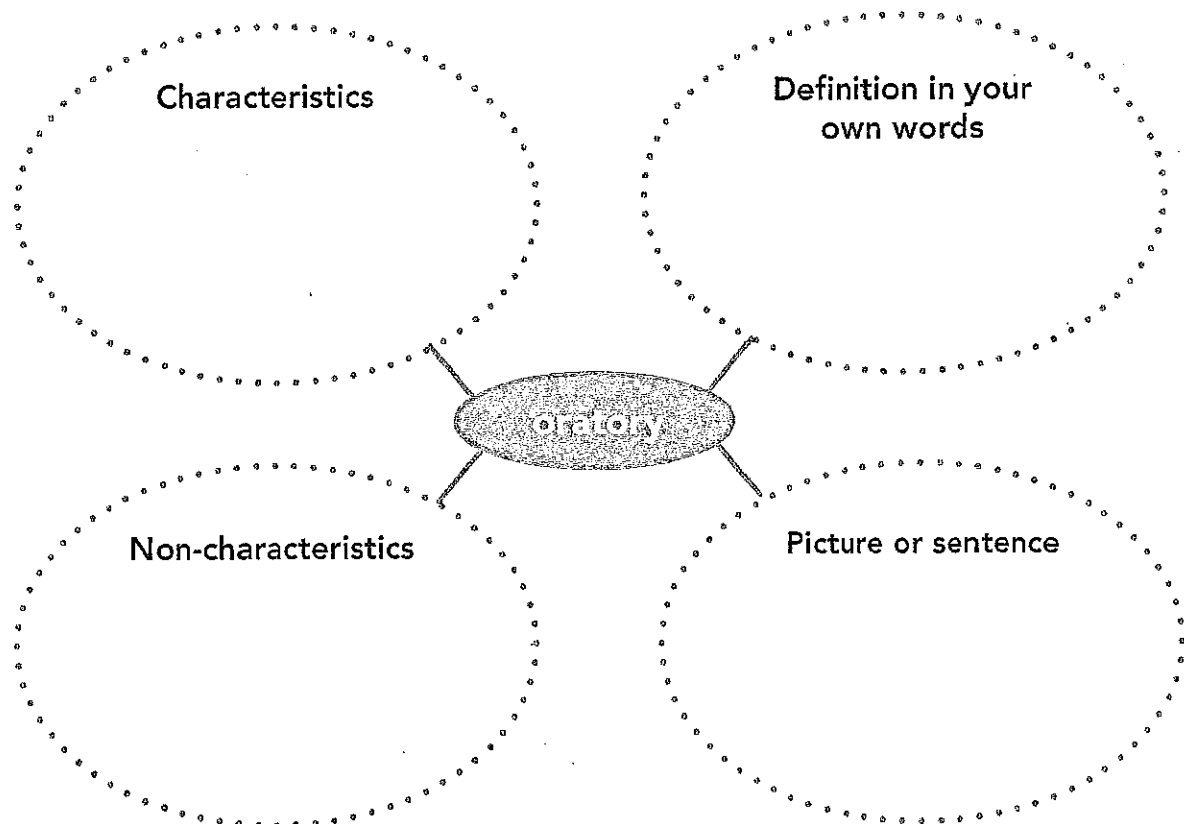 Characteristics
Definition in your
own words
oratory
Non-characteristics
Picture or sentence